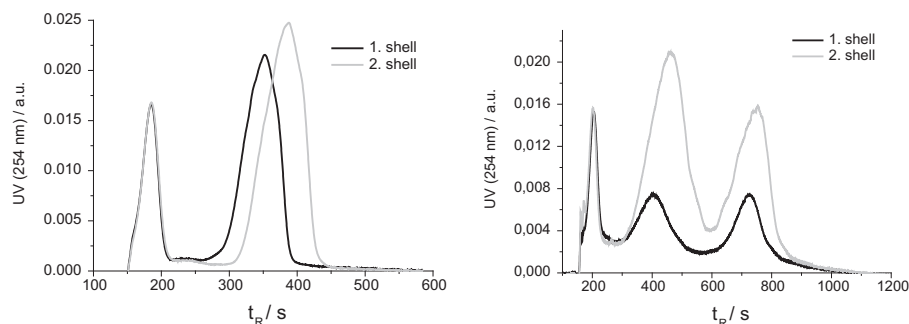 0.025
0.020
0.015
0.010
0.005
0.000
UV (254 nm) / a.u.
100 200 300 400 500 600
t_R / s
1. shell
2. shell
0,020
0,016
0,012
0,008
0,004
0,000
UV (254 nm) / a.u.
200 400 600 800 1000 1200
t_R / s
1. shell
2. shell